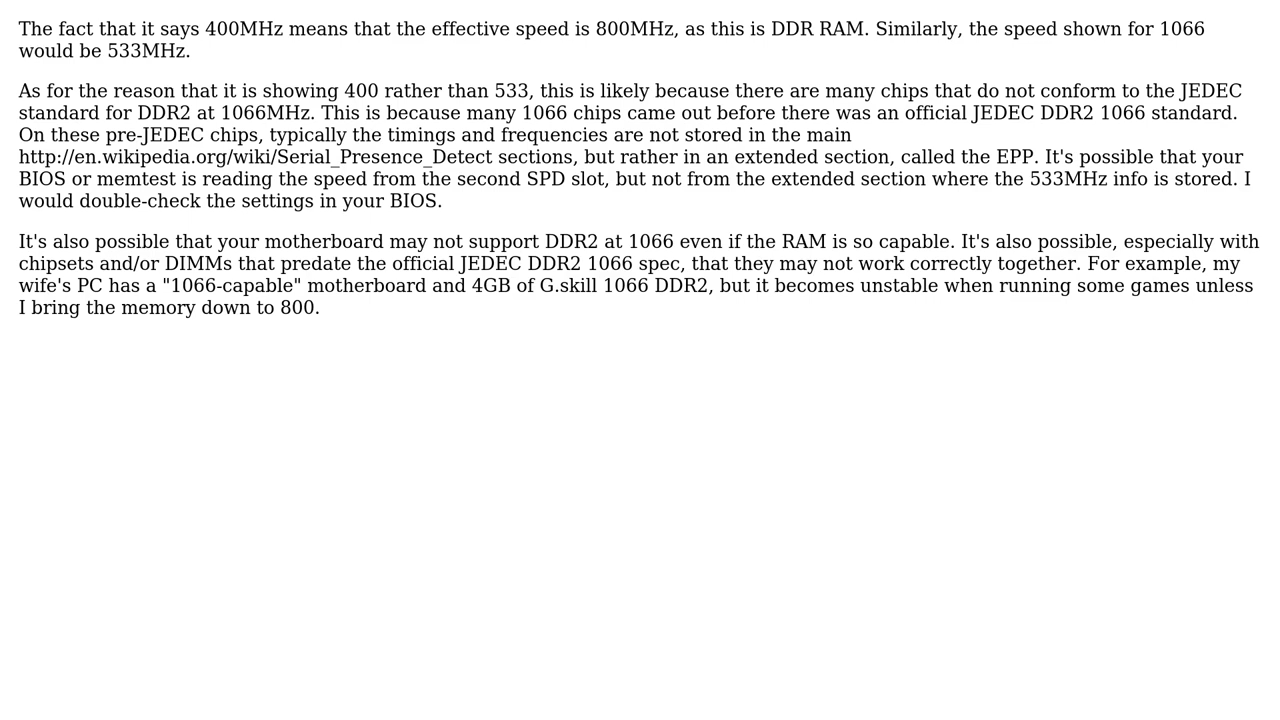 The fact that it says 400MHz means that the effective speed is 800MHz, as this is DDR RAM. Similarly, the speed shown for 1066
would be 533MHz.
As for the reason that it is showing 400 rather than 533, this is likely because there are many chips that do not conform to the JEDEC
standard for DDR2 at 1066MHz. This is because many 1066 chips came out before there was an official JEDEC DDR2 1066 standard.
On these pre-JEDEC chips, typically the timings and frequencies are not stored in the main
http://en.wikipedia.org/wiki/Serial_Presence_Detect sections, but rather in an extended section, called the EPP. It's possible that your
BIOS or memtest is reading the speed from the second SPD slot, but not from the extended section where the 533MHz info is stored. I
would double-check the settings in your BIOS.
It's also possible that your motherboard may not support DDR2 at 1066 even if the RAM is so capable. It's also possible, especially with
chipsets and/or DIMMs that predate the official JEDEC DDR2 1066 spec, that they may not work correctly together. For example, my
wife's PC has a "1066-capable" motherboard and 4GB of G.skill 1066 DDR2, but it becomes unstable when running some games unless
I bring the memory down to 800.